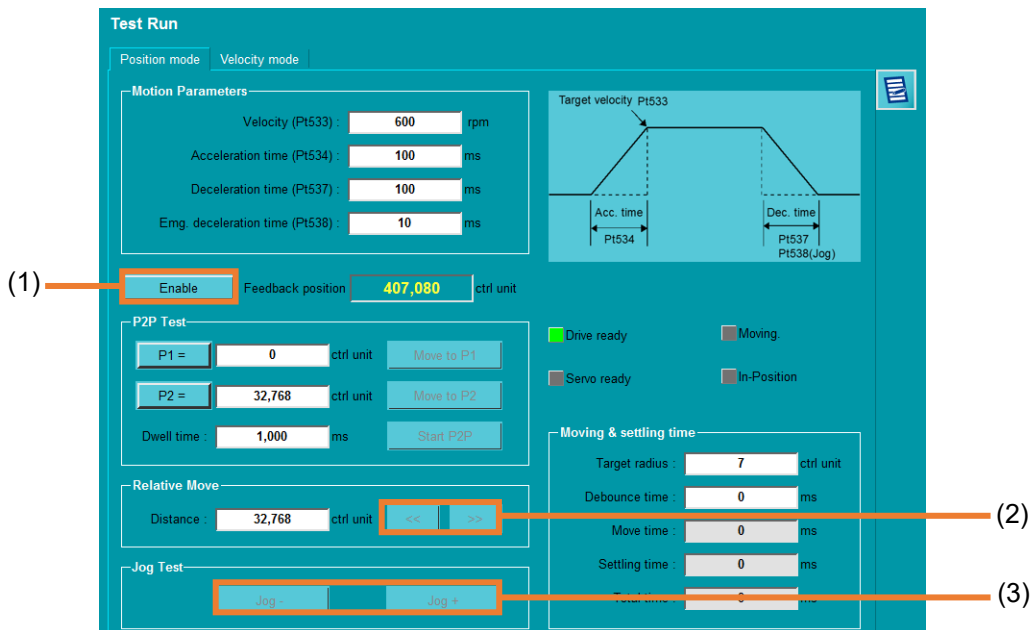 Test Run
Position mode Velocity mode
Motion Parameters
Velocity (Pt533) : 600 rpm
Acceleration time (Pt534) : 100 ms
Deceleration time (Pt537) : 100 ms
Emg. deceleration time (Pt538) : 10 ms
Target velocity Pt533
Acc. time
Pt534
Dec. time
Pt537
Pt538(Jog)
(1)
Enable Feedback position 407,080 ctrl unit
P2P Test
P1 = 0 ctrl unit Move to P1
P2 = 32,768 ctrl unit Move to P2
Dwell time : 1,000 ms Start P2P
Drive ready Moving.
Servo ready In-Position
Relative Move
Distance : 32,768 ctrl unit << >>
(2)
Jog Test
Jog - Jog +
(3)
Moving & settling time
Target radius : 7 ctrl unit
Debounce time : 0 ms
Move time : 0 ms
Settling time : 0 ms
Total time : 0 ms